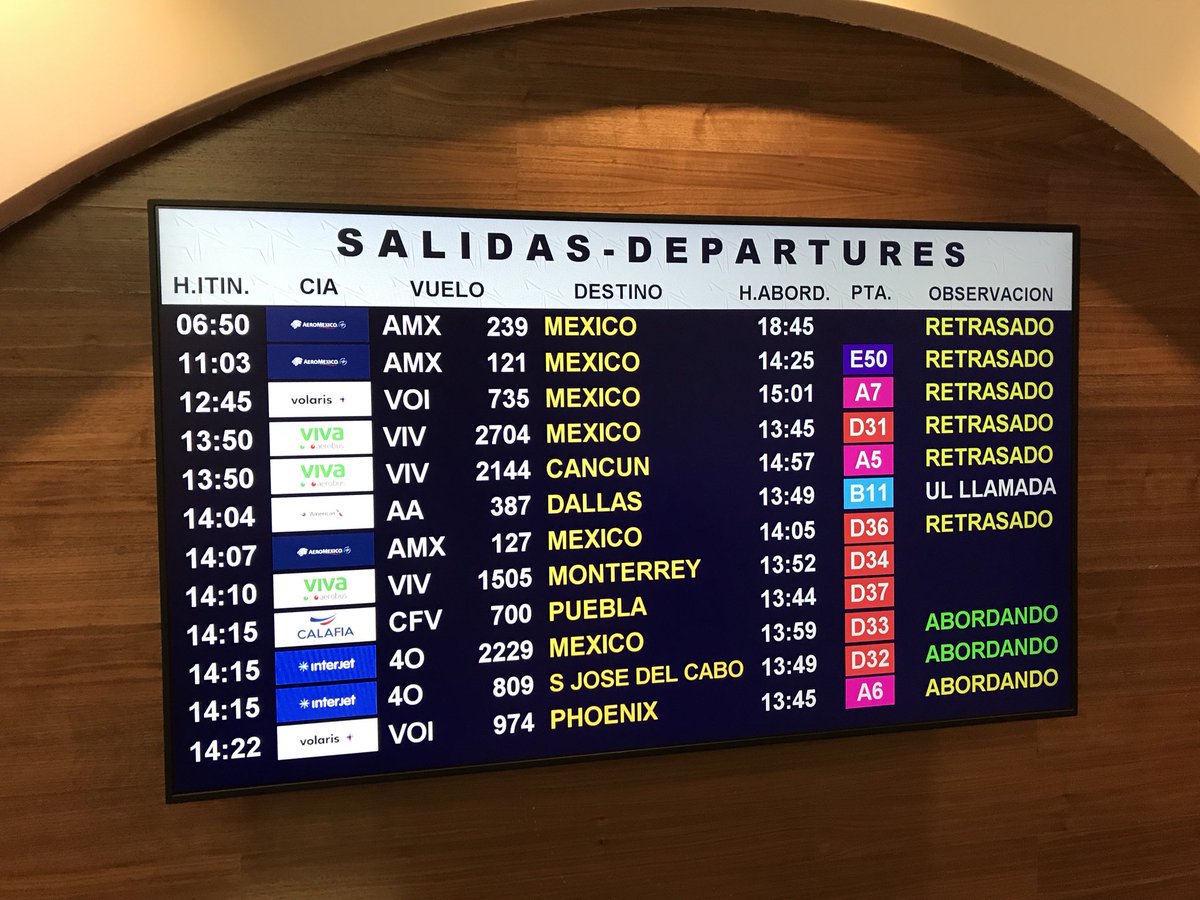 SALIDAS-DEPARTURES
H.ITIN. CIA VUELO DESTINO H.ABORD. PTA. OBSERVACION
06:50 AEROMEXICO AMX 239 MEXICO 18:45 RETRASADO
11:03 AEROMEXICO AMX 121 MEXICO 14:25 E50 RETRASADO
12:45 volaris VOI 735 MEXICO 15:01 A7 RETRASADO
13:50 viva aerobus VIV 2704 MEXICO 13:45 D31 RETRASADO
13:50 viva aerobus VIV 2144 CANCUN 14:57 A5 RETRASADO
14:04 American AA 387 DALLAS 13:49 B11 UL LLAMADA
14:07 AEROMEXICO AMX 127 MEXICO 14:05 D36 RETRASADO
14:10 viva aerobus VIV 1505 MONTERREY 13:52 D34
14:15 CALAFIA CFV 700 PUEBLA 13:44 D37
14:15 interjet 4O 2229 MEXICO 13:59 D33 ABORDANDO
14:15 interjet 4O 809 S JOSE DEL CABO 13:49 D32 ABORDANDO
14:22 volaris VOI 974 PHOENIX 13:45 A6 ABORDANDO